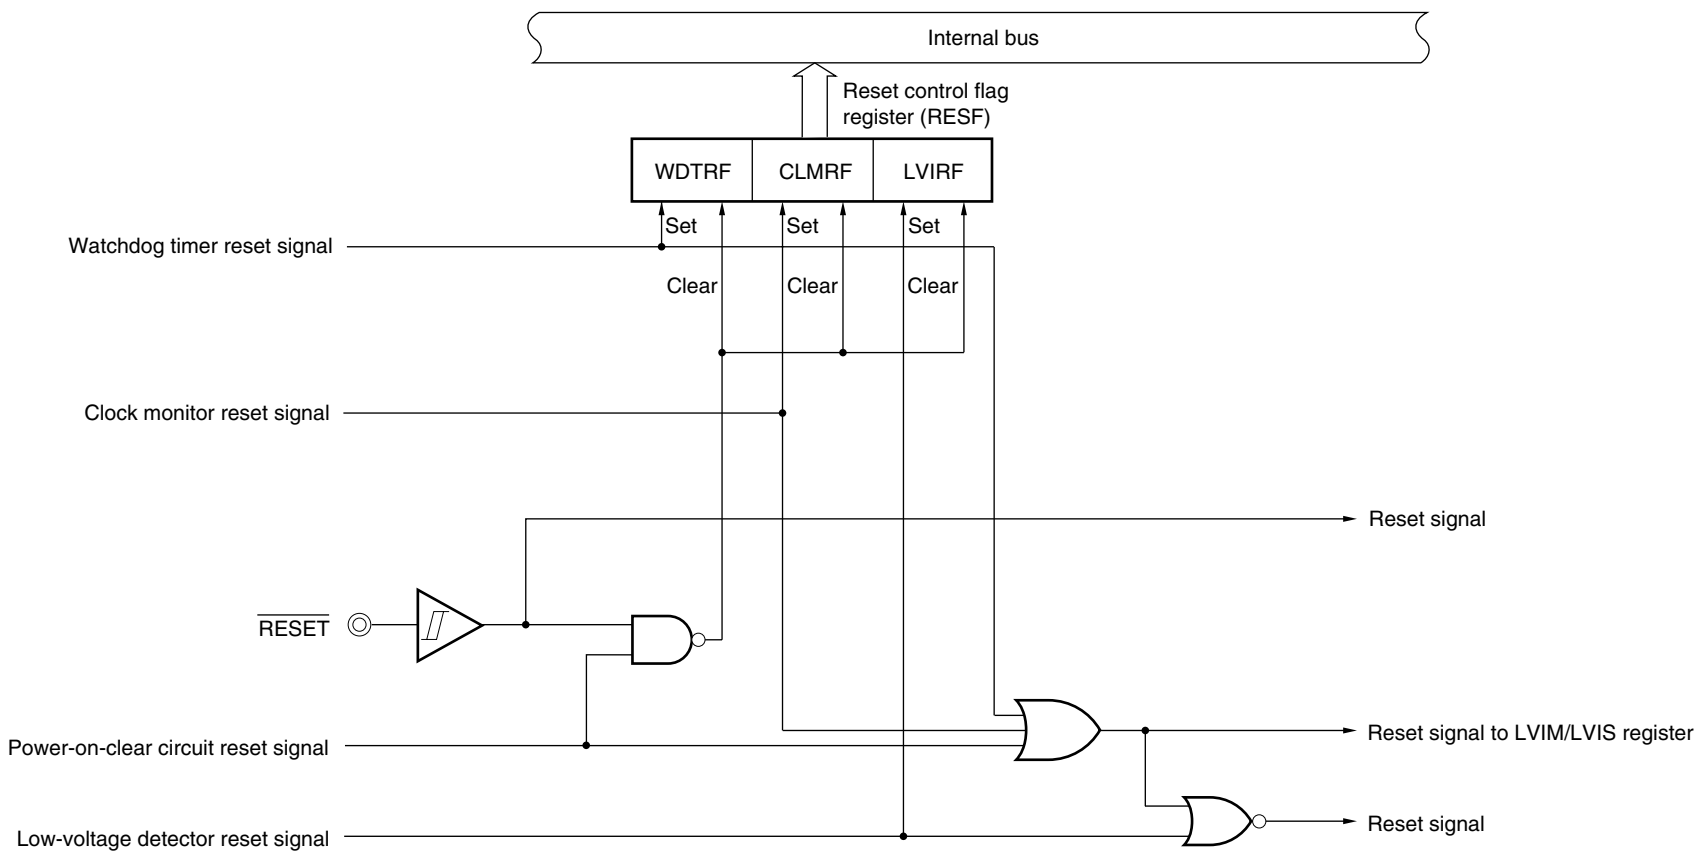 Internal bus
Reset control flag
register (RESF)
WDTRF CLMRF LVIRF
Set Set Set
Watchdog timer reset signal
Clear Clear Clear
Clock monitor reset signal
Reset signal
RESET
Power-on-clear circuit reset signal
Reset signal to LVIM/LVIS register
Low-voltage detector reset signal
Reset signal